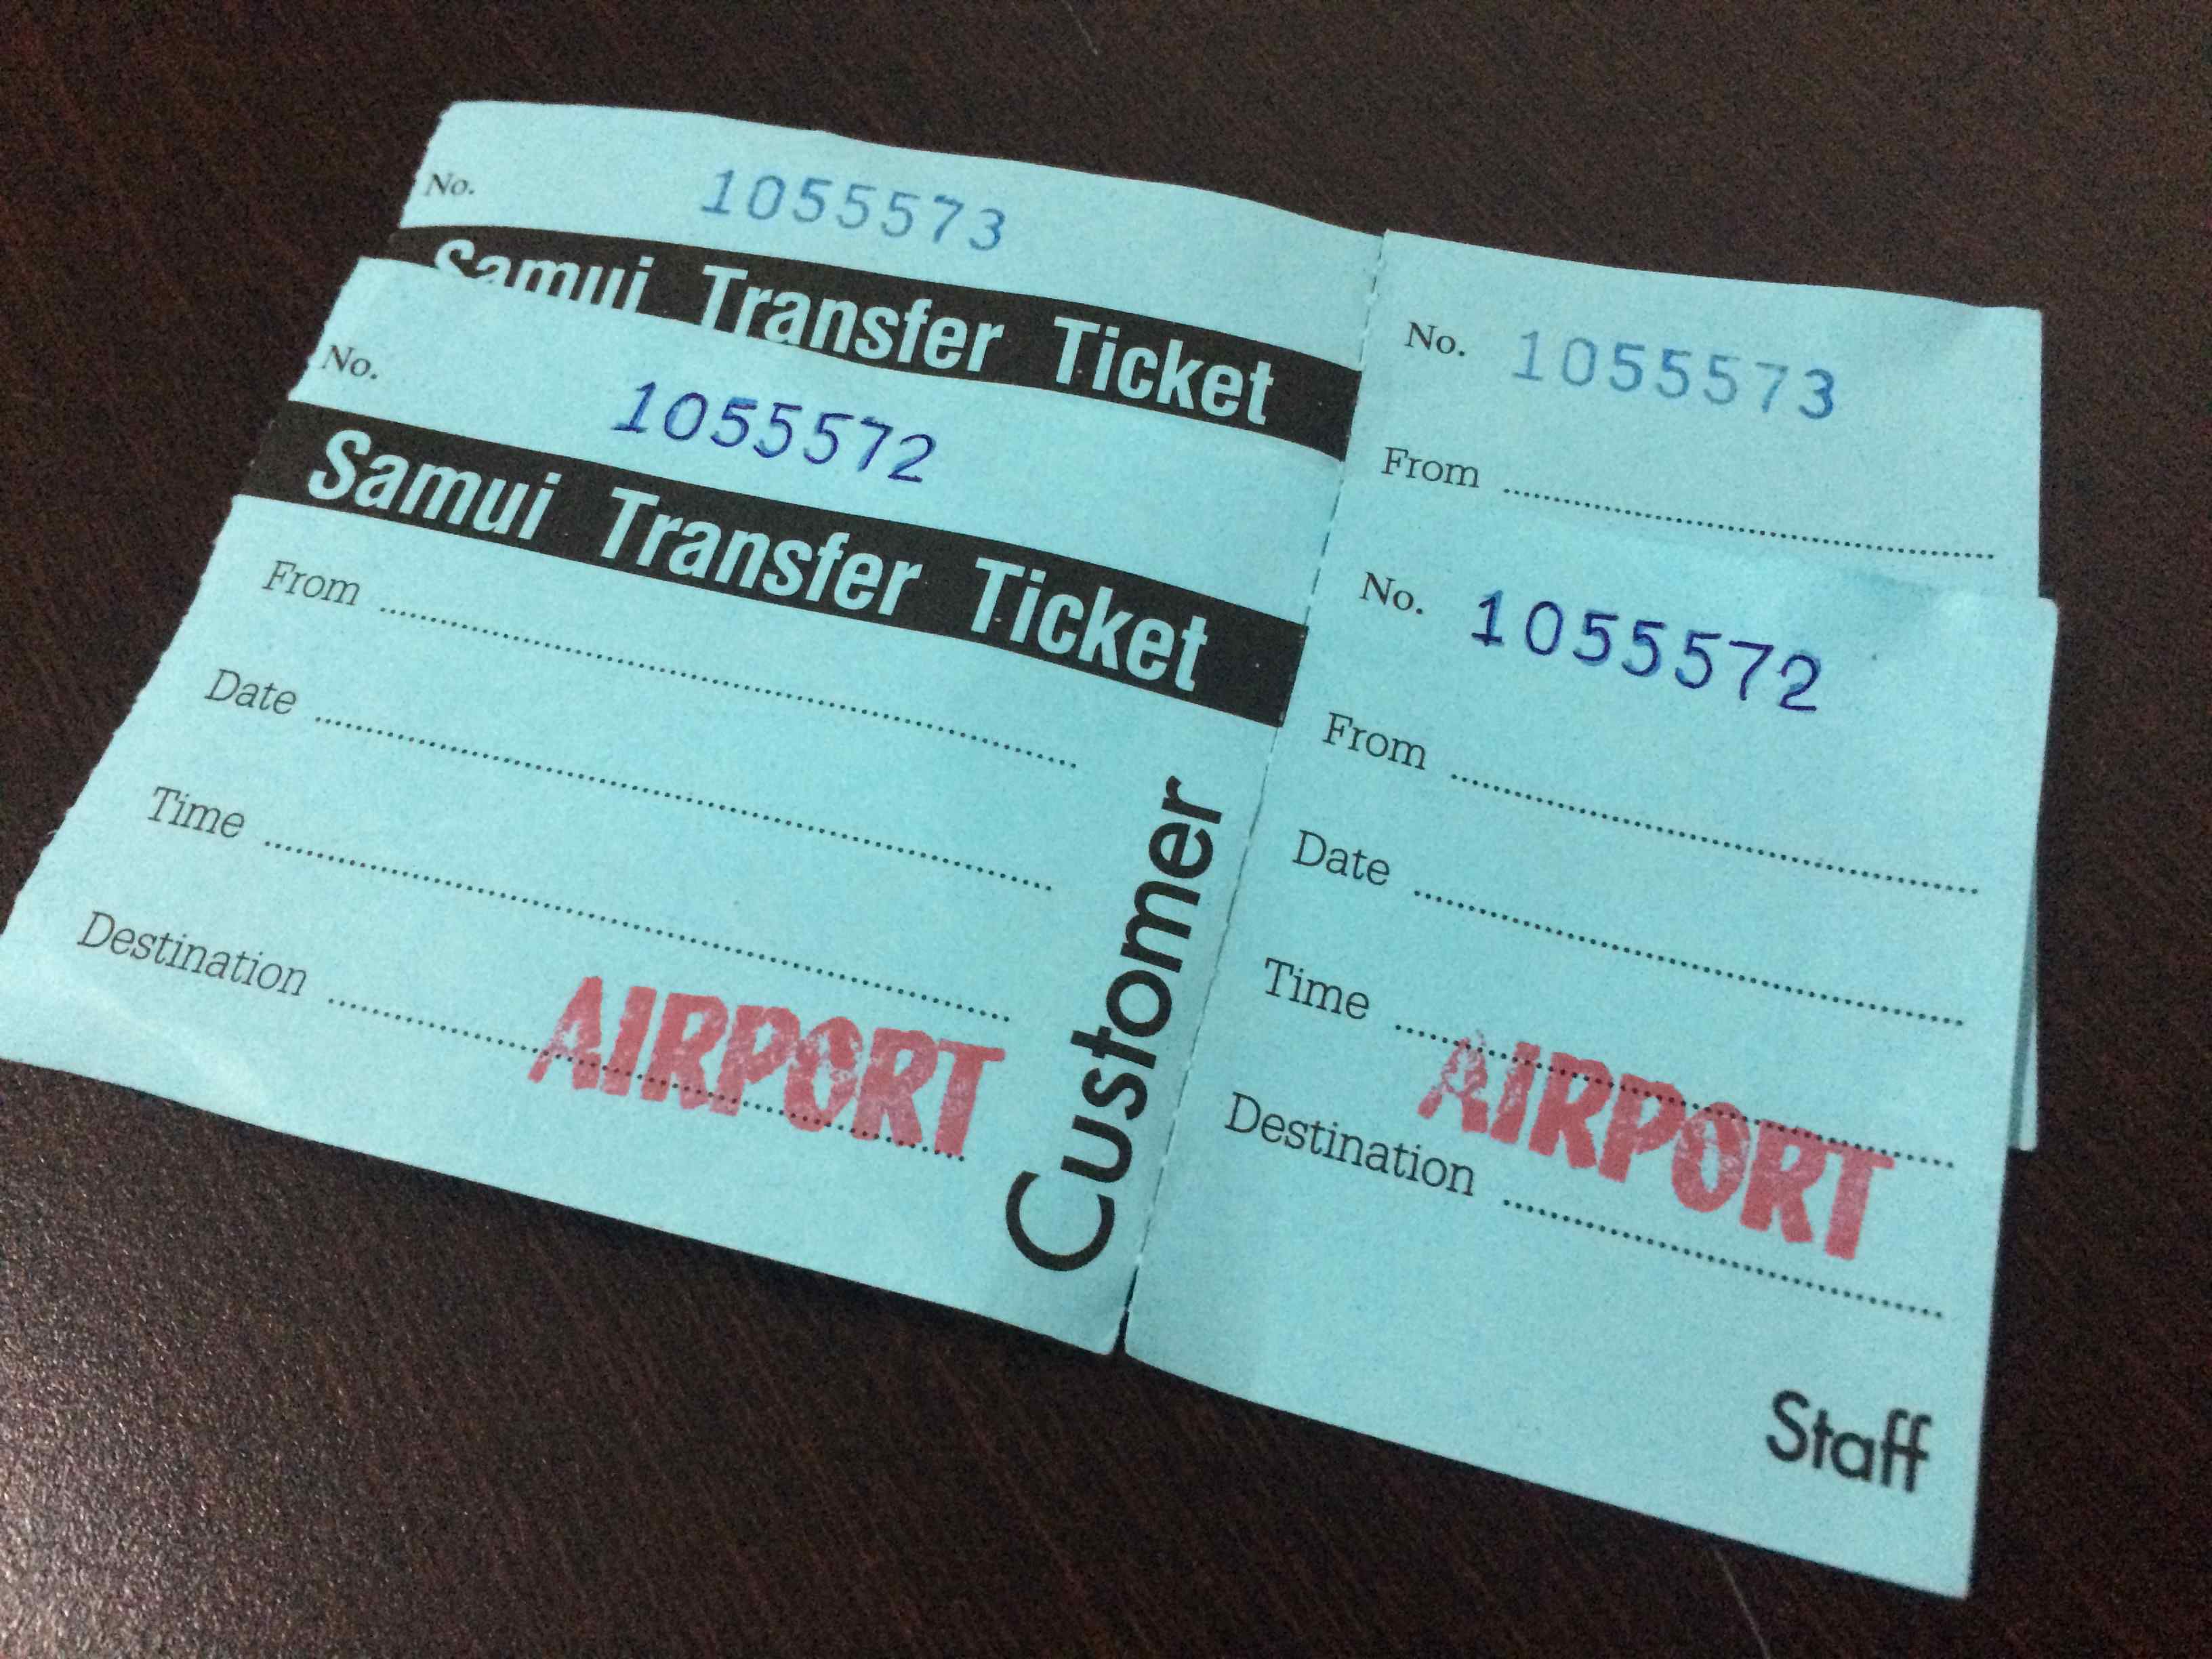 No. 1055573
Samui Transfer Ticket
No. 1055573
From
No. 1055572
Samui Transfer Ticket
From
Date
Time
Destination AIRPORT
Customer
No. 1055572
From
Date
Time
Destination AIRPORT
Staff